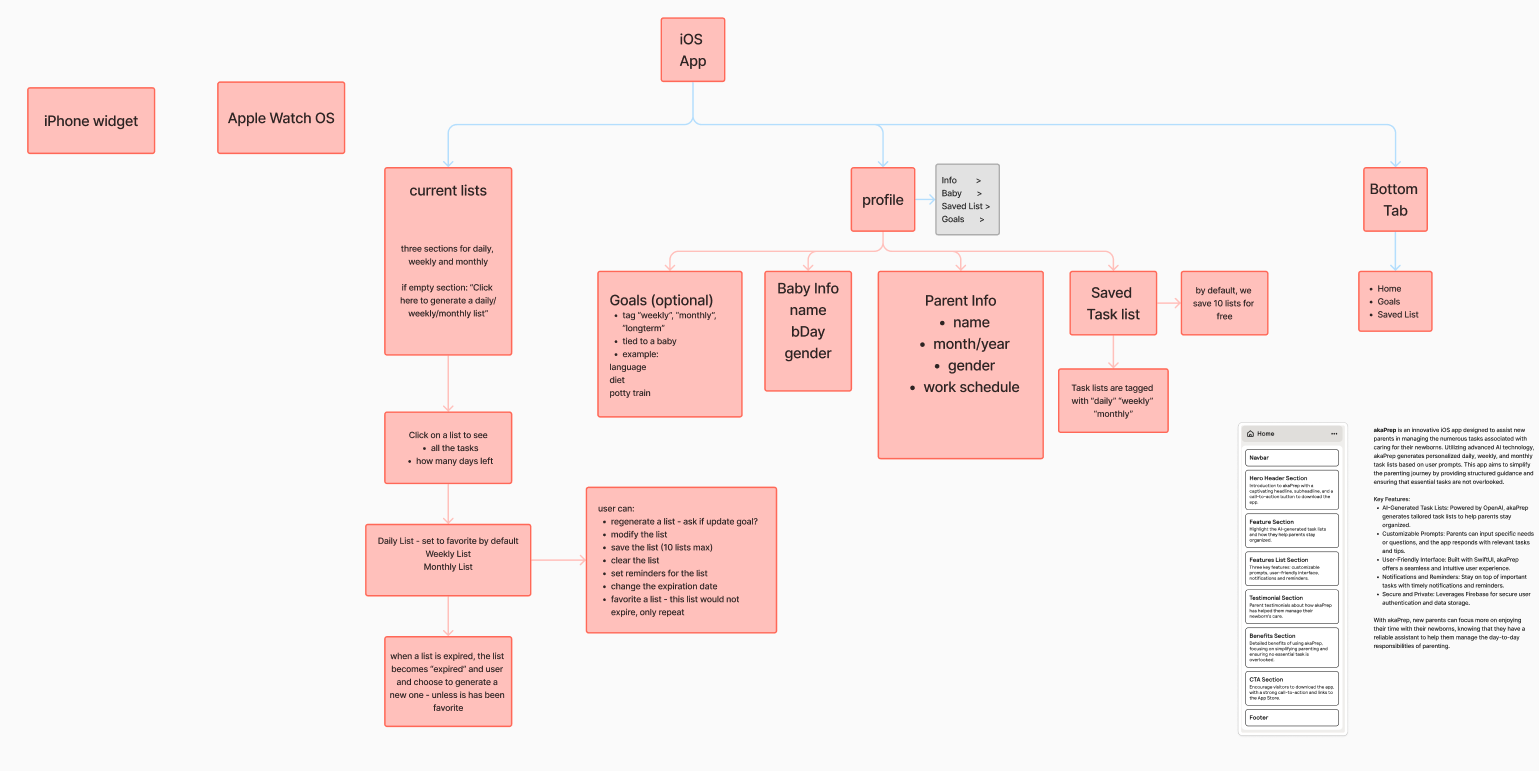 iOS
App
iPhone widget
Apple Watch OS
current lists
three sections for daily,
weekly and monthly
if empty section: “Click
here to generate a daily/
weekly/monthly list”
profile
Info >
Baby >
Saved List >
Goals >
Bottom
Tab
Goals (optional)
• tag “weekly”, “monthly”,
“longterm”
• tied to a baby
• example:
language
diet
potty train
Baby Info
name
bDay
gender
Parent Info
• name
• month/year
• gender
• work schedule
Saved
Task list
by default, we
save 10 lists for
free
• Home
• Goals
• Saved List
Task lists are tagged
with “daily” “weekly”
“monthly”
Click on a list to see
• all the tasks
• how many days left
Daily List - set to favorite by default
Weekly List
Monthly List
user can:
• regenerate a list - ask if update goal?
• modify the list
• save the list (10 lists max)
• clear the list
• set reminders for the list
• change the expiration date
• favorite a list - this list would not
expire, only repeat
when a list is expired, the list
becomes “expired” and user
and choose to generate a
new one - unless is has been
favorite
Home
Navbar
Hero Header Section
Introduction to akaPrep with a
captivating headline, subheadline, and a
call-to-action button to download the
app.
Feature Section
Highlight the AI-generated task lists
and how they help parents stay
organized.
Features List Section
Three key features: customizable
prompts, user-friendly interface,
notifications and reminders.
Testimonial Section
Parent testimonials about how akaPrep
has helped them manage their
newborn's care.
Benefits Section
Detailed benefits of using akaPrep,
focusing on simplifying parenting and
ensuring no essential task is
overlooked.
CTA Section
Encourage visitors to download the app,
with a strong call-to-action and links to
the App Store.
Footer
akaPrep is an innovative iOS app designed to assist new
parents in managing the numerous tasks associated with
caring for their newborns. Utilizing advanced AI technology,
akaPrep generates personalized daily, weekly, and monthly
task lists based on user prompts. This app aims to simplify
the parenting journey by providing structured guidance and
ensuring that essential tasks are not overlooked.
Key Features:
• AI-Generated Task Lists: Powered by OpenAI, akaPrep
generates tailored task lists to help parents stay
organized.
• Customizable Prompts: Parents can input specific needs
or questions, and the app responds with relevant tasks
and tips.
• User-Friendly Interface: Built with SwiftUI, akaPrep
offers a seamless and intuitive user experience.
• Notifications and Reminders: Stay on top of important
tasks with timely notifications and reminders.
• Secure and Private: Leverages Firebase for secure user
authentication and data storage.
With akaPrep, new parents can focus more on enjoying
their time with their newborns, knowing that they have a
reliable assistant to help them manage the day-to-day
responsibilities of parenting.